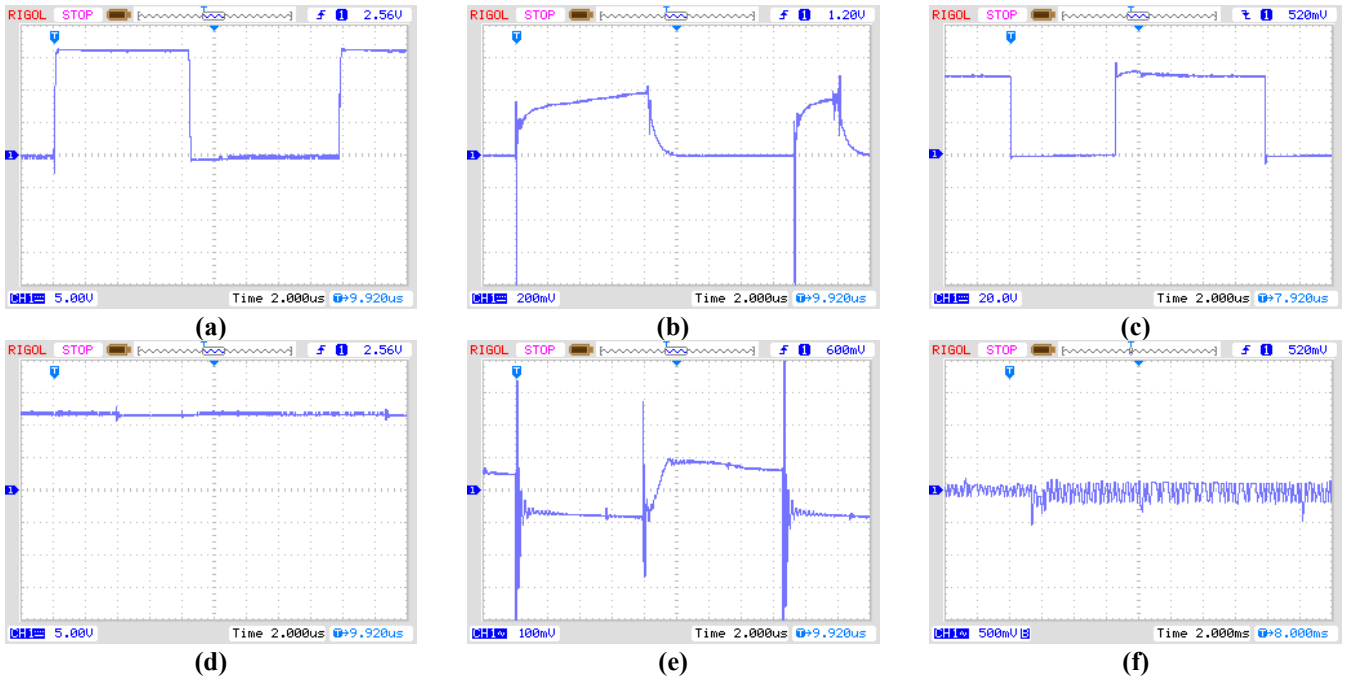 RIGOL STOP T ƒ 1 2.56V
T
1
CH1 5.00V Time 2.000us T→9.920us
(a)
RIGOL STOP T ƒ 1 1.20V
T
1
CH1 200mV Time 2.000us T→9.920us
(b)
RIGOL STOP T 1 520mV
T
1
CH1 20.0V Time 2.000us T→7.920us
(c)
RIGOL STOP T ƒ 1 2.56V
T
1
CH1 5.00V Time 2.000us T→9.920us
(d)
RIGOL STOP T ƒ 1 600mV
T
1
CH1 100mV Time 2.000us T→9.920us
(e)
RIGOL STOP T ƒ 1 520mV
T
1
CH1 500mV B Time 2.000ms T→8.000ms
(f)